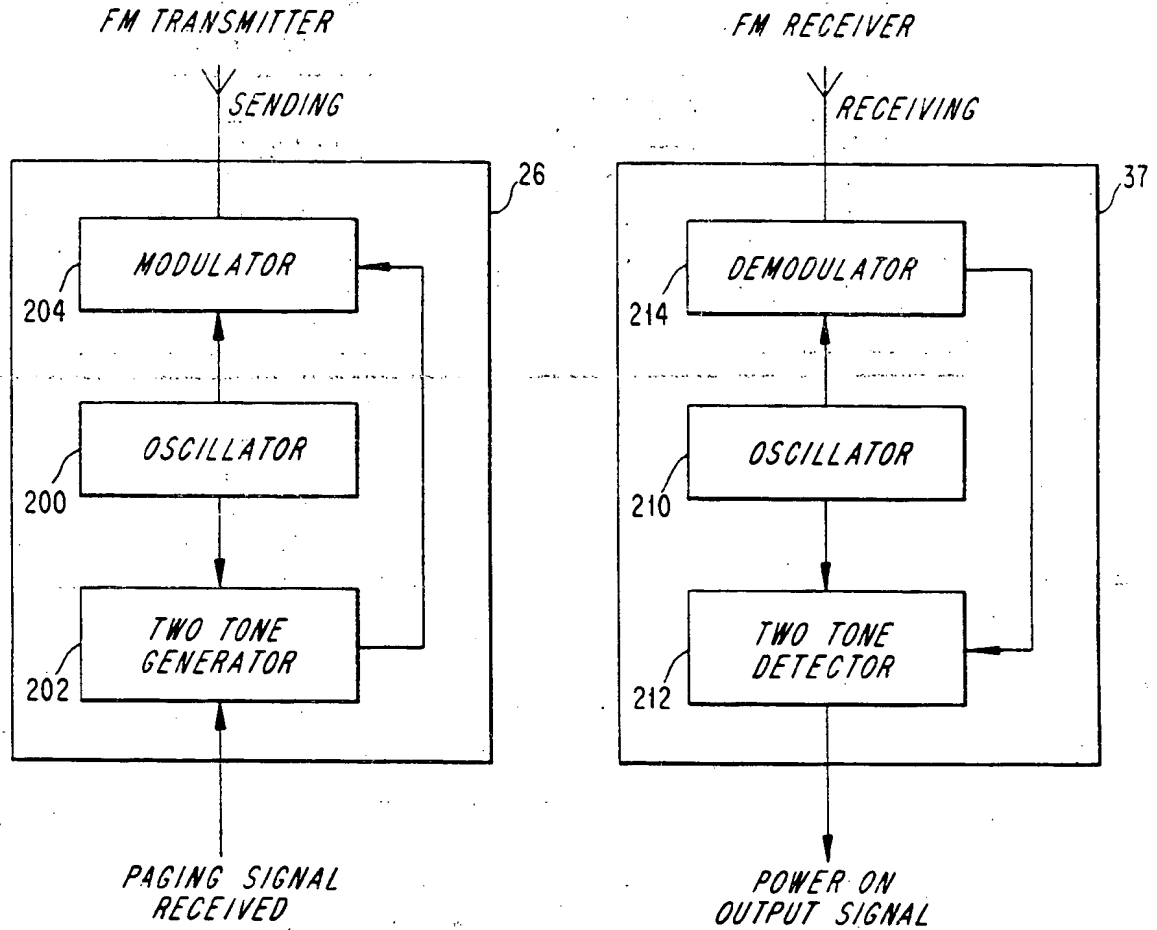 FM TRANSMITTER
SENDING
26
MODULATOR
204
OSCILLATOR
200
TWO TONE
GENERATOR
202
PAGING SIGNAL
RECEIVED
FM RECEIVER
RECEIVING
37
DEMODULATOR
214
OSCILLATOR
210
TWO TONE
DETECTOR
212
POWER ON
OUTPUT SIGNAL